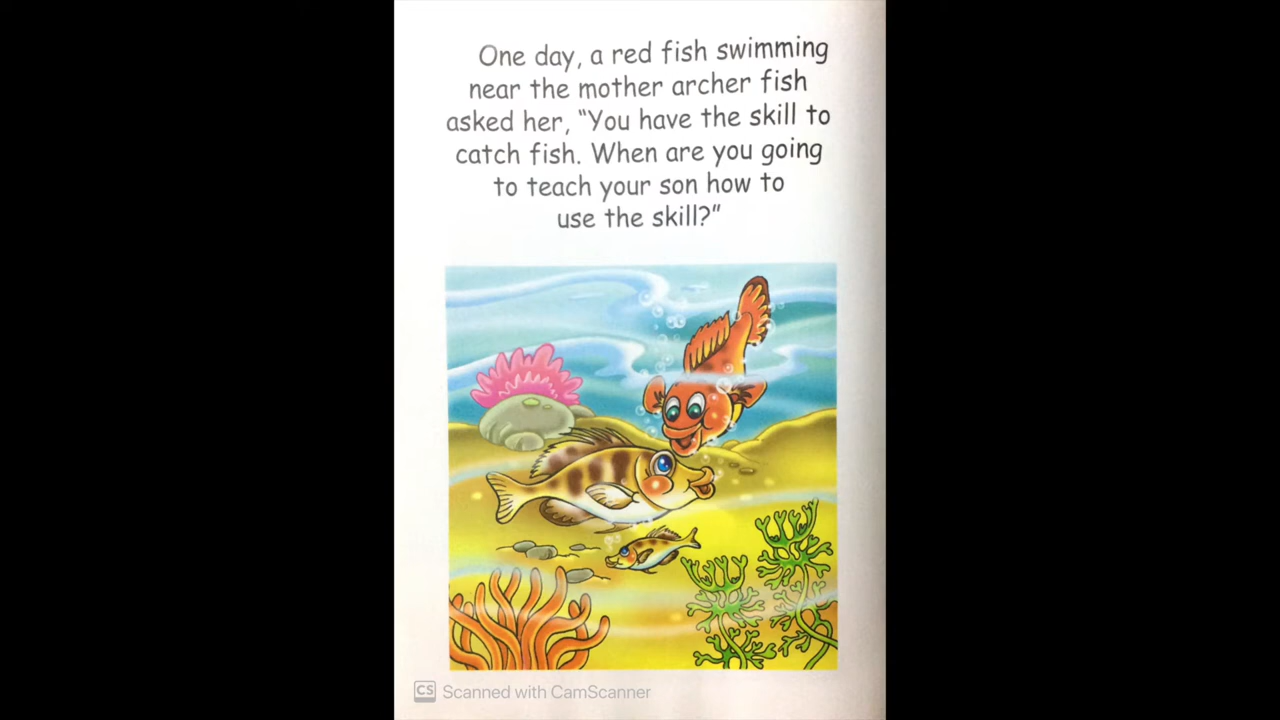 One day, a red fish swimming
near the mother archer fish
asked her, “You have the skill to
catch fish. When are you going
to teach your son how to
use the skill?”
CS Scanned with CamScanner